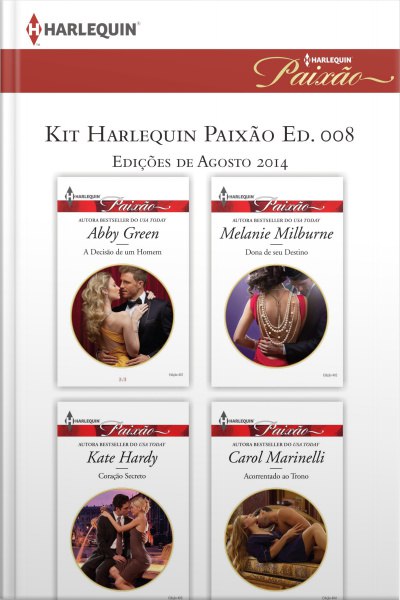 HARLEQUIN®
HARLEQUIN
Paixão
KIT HARLEQUIN PAIXÃO ED. 008
EDIÇÕES DE AGOSTO 2014
HARLEQUIN
Paixão
AUTORA BESTSELLER DO USA TODAY
Abby Green
A Decisão de um Homem
HARLEQUIN
Paixão
AUTORA BESTSELLER DO USA TODAY
Melanie Milburne
Dona de seu Destino
HARLEQUIN
Paixão
AUTORA BESTSELLER DO USA TODAY
Kate Hardy
Coração Secreto
HARLEQUIN
Paixão
AUTORA BESTSELLER DO USA TODAY
Carol Marinelli
Acorrentado ao Trono